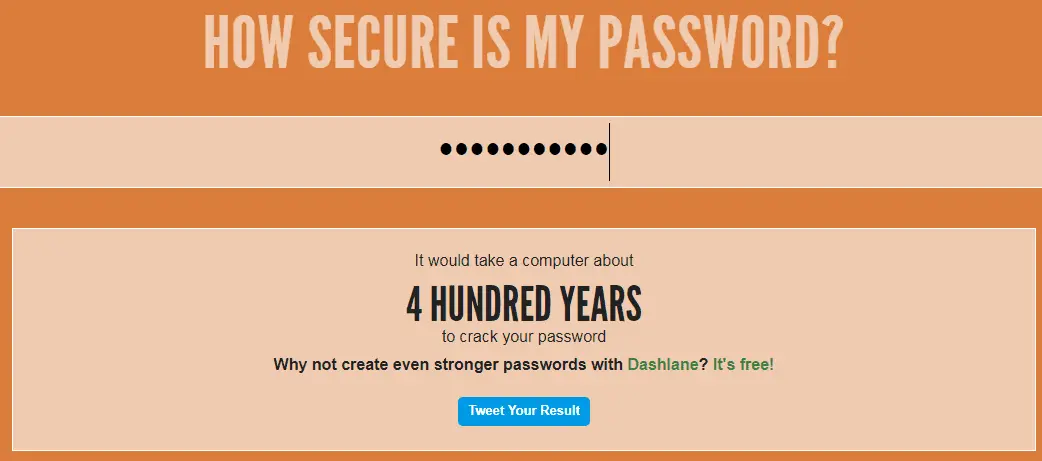 HOW SECURE IS MY PASSWORD?
•••••••••••
It would take a computer about
4 HUNDRED YEARS
to crack your password
Why not create even stronger passwords with Dashlane? It's free!
Tweet Your Result